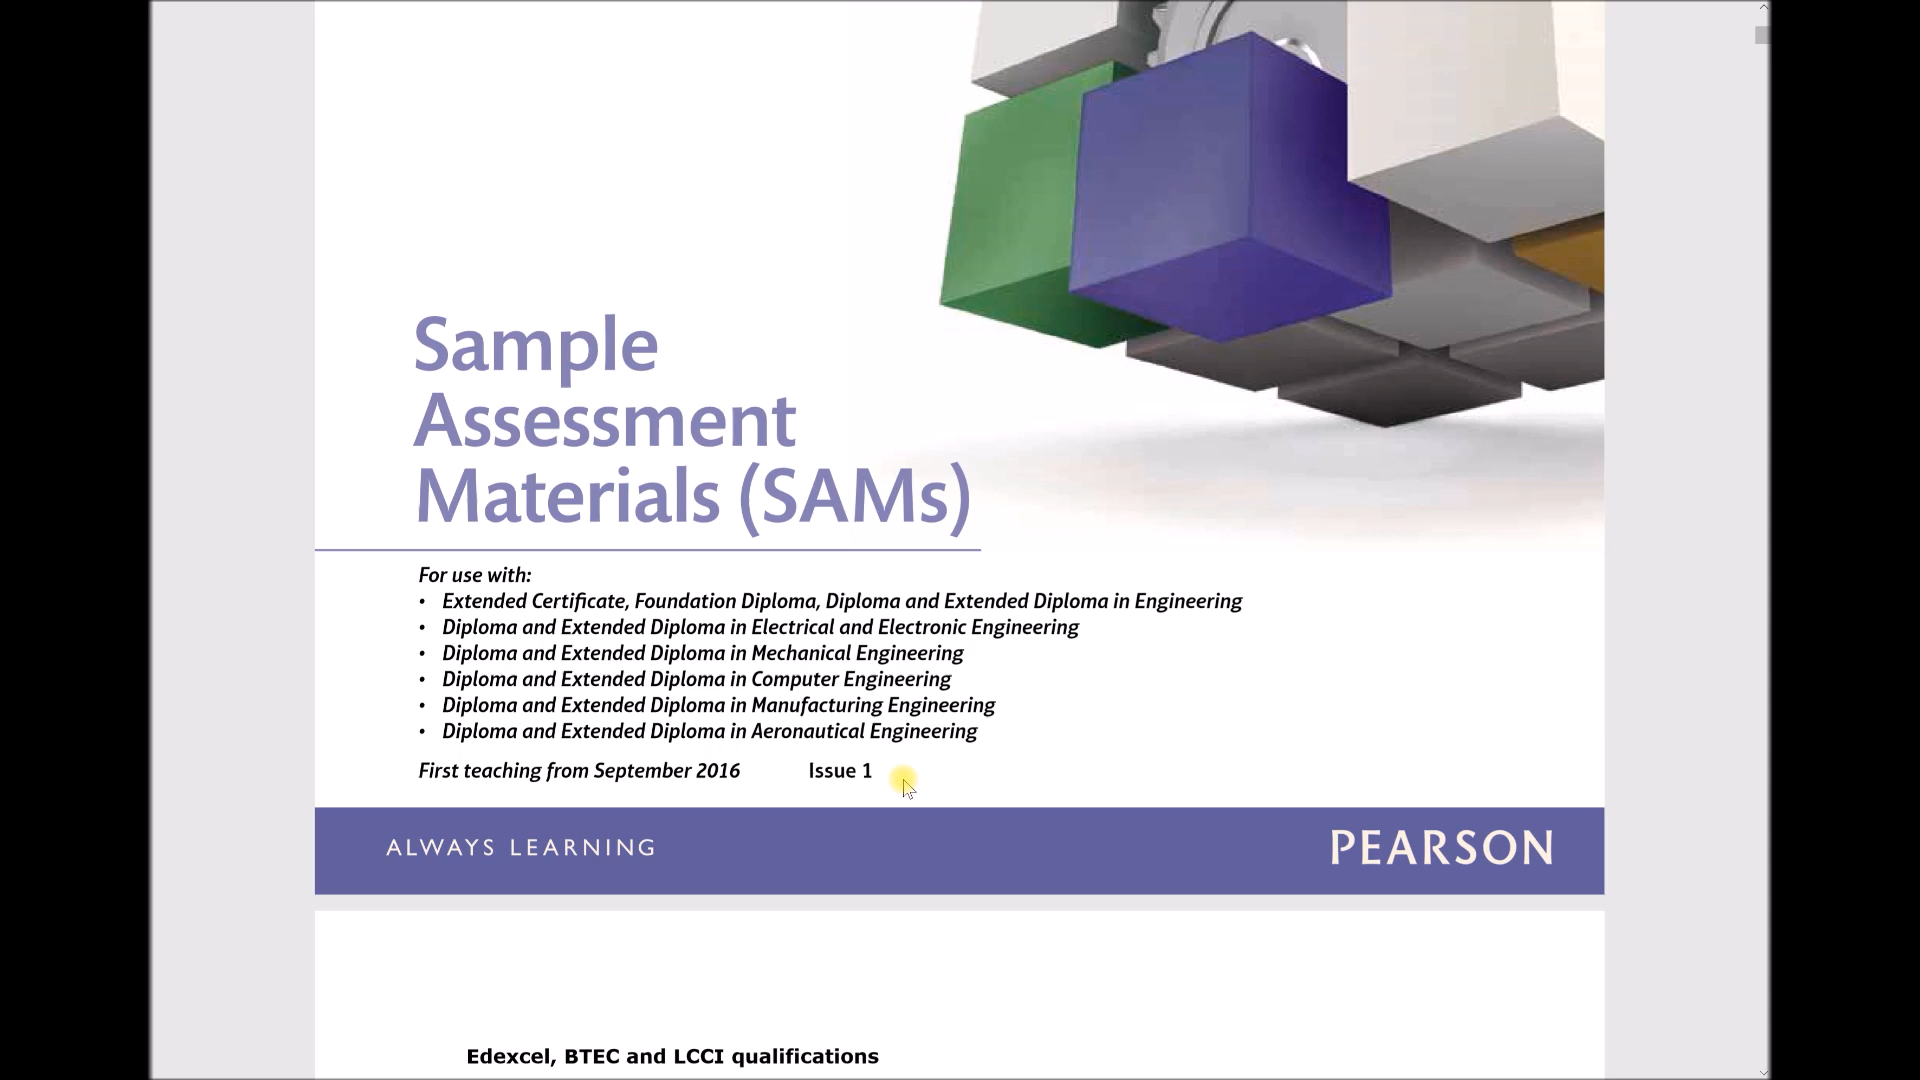 Sample
Assessment
Materials (SAMs)
For use with:
• Extended Certificate, Foundation Diploma, Diploma and Extended Diploma in Engineering
• Diploma and Extended Diploma in Electrical and Electronic Engineering
• Diploma and Extended Diploma in Mechanical Engineering
• Diploma and Extended Diploma in Computer Engineering
• Diploma and Extended Diploma in Manufacturing Engineering
• Diploma and Extended Diploma in Aeronautical Engineering
First teaching from September 2016 Issue 1
ALWAYS LEARNING PEARSON
Edexcel, BTEC and LCCI qualifications